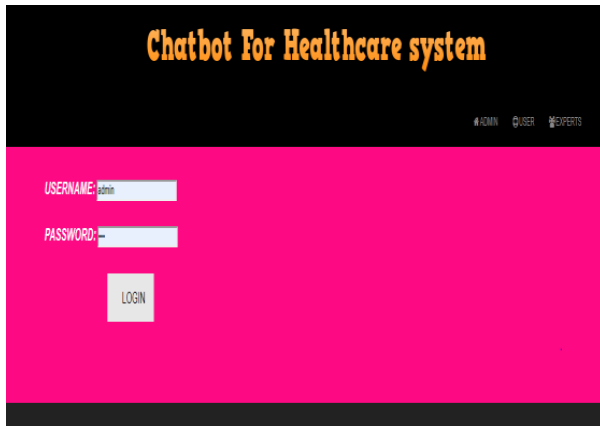 Chatbot For Healthcare system
ADMIN USER EXPERTS
USERNAME: admin
PASSWORD:
LOGIN